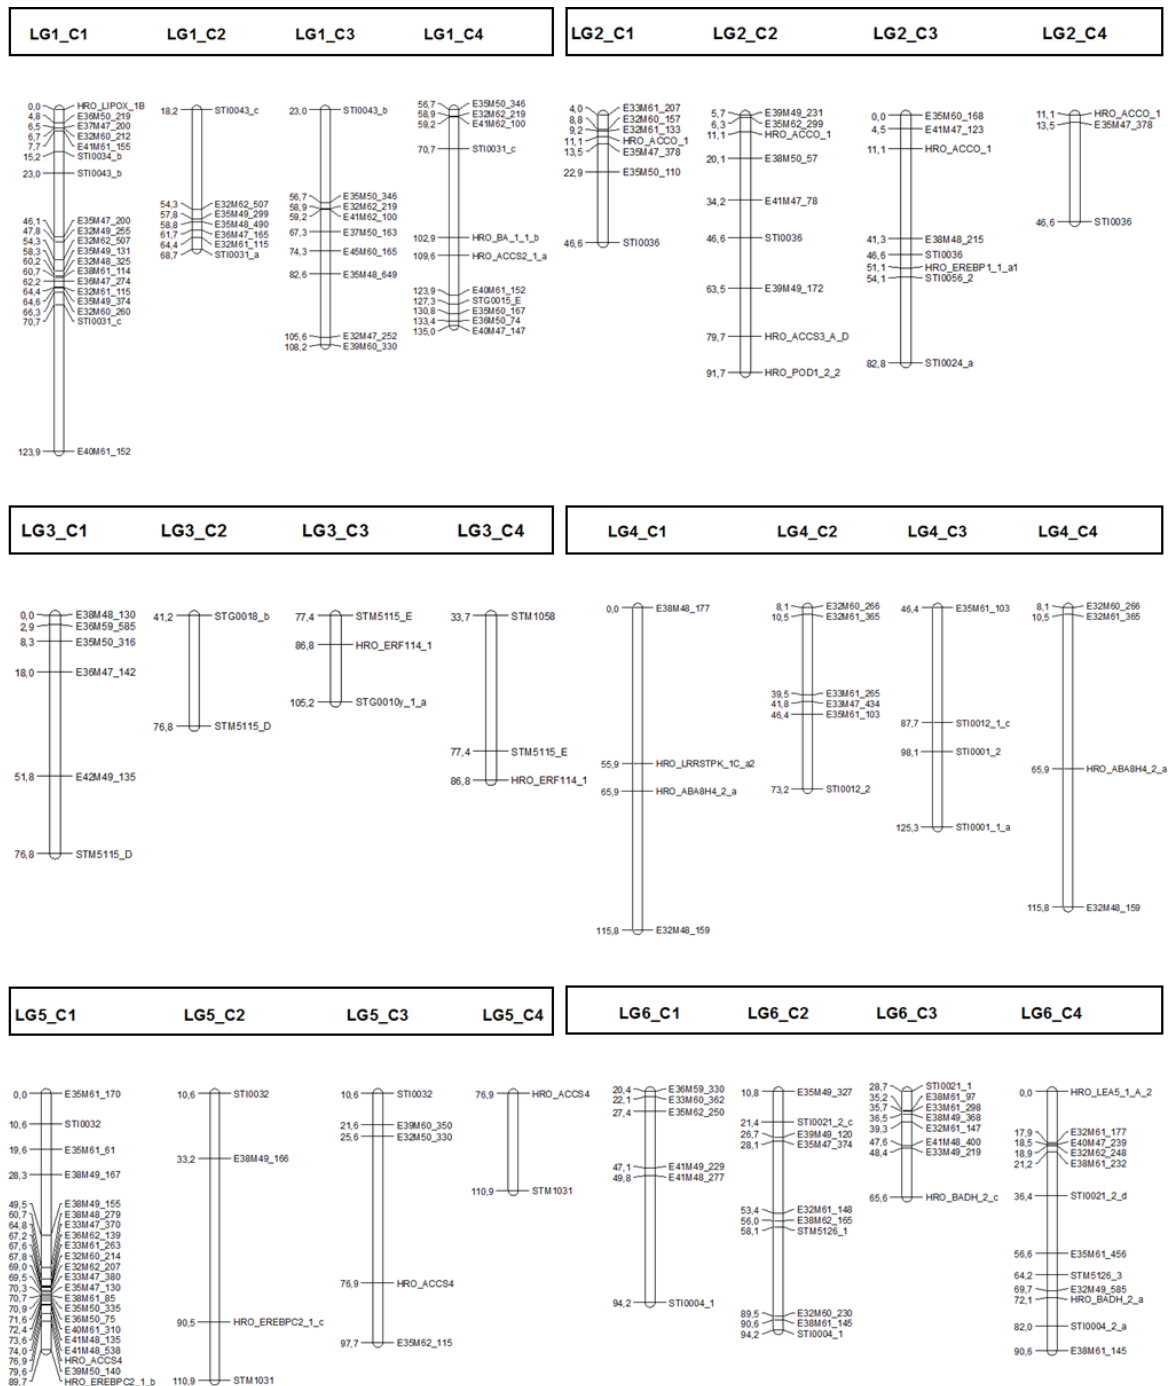 LG1_C1 LG1_C2 LG1_C3 LG1_C4
0,0 HRO_LIPOX_1B
4,8 E36M50_219
6,5 E37M47_200
6,7 E32M60_212
7,7 E41M61_155
15,2 STI0034_b
23,0 STI0043_b
46,1 E35M47_200
47,8 E32M49_255
54,3 E32M62_507
58,3 E35M49_131
60,2 E32M48_325
60,7 E38M61_114
62,2 E36M47_274
64,4 E32M61_115
64,6 E35M49_374
66,3 E32M60_260
70,7 STI0031_c
123,9 E40M61_152
18,2 STI0043_c
54,3 E32M62_507
57,8 E35M49_299
58,8 E35M48_490
61,7 E36M47_165
64,4 E32M61_115
68,7 STI0031_a
23,0 STI0043_b
56,7 E35M50_346
58,9 E32M62_219
59,2 E41M62_100
67,3 E37M50_163
74,3 E45M60_165
82,6 E35M48_649
105,6 E32M47_252
108,2 E39M60_330
56,7 E35M50_346
58,9 E32M62_219
59,2 E41M62_100
70,7 STI0031_c
102,9 HRO_BA_1_1_b
109,6 HRO_ACCS2_1_a
123,9 E40M61_152
127,3 STG0015_E
130,8 E35M60_167
133,4 E36M50_74
135,0 E40M47_147
LG2_C1 LG2_C2 LG2_C3 LG2_C4
4,0 E33M61_207
8,8 E32M60_157
9,2 E32M61_133
11,1 HRO_ACCO_1
13,5 E35M47_378
22,9 E35M50_110
46,6 STI0036
5,7 E39M49_231
6,3 E35M62_299
11,1 HRO_ACCO_1
20,1 E38M50_57
34,2 E41M47_78
46,6 STI0036
63,5 E39M49_172
79,7 HRO_ACCS3_A_D
91,7 HRO_POD1_2_2
0,0 E35M60_168
4,5 E41M47_123
11,1 HRO_ACCO_1
41,3 E38M48_215
46,6 STI0036
51,1 HRO_EREBP1_1_a1
54,1 STI0056_2
82,8 STI0024_a
11,1 HRO_ACCO_1
13,5 E35M47_378
46,6 STI0036
LG3_C1 LG3_C2 LG3_C3 LG3_C4
0,0 E38M48_130
2,9 E36M59_585
8,3 E35M50_316
18,0 E36M47_142
51,8 E42M49_135
76,8 STM5115_D
41,2 STG0018_b
76,8 STM5115_D
77,4 STM5115_E
86,8 HRO_ERF114_1
105,2 STG0010y_1_a
33,7 STM1058
77,4 STM5115_E
86,8 HRO_ERF114_1
LG4_C1 LG4_C2 LG4_C3 LG4_C4
0,0 E38M48_177
55,9 HRO_LRRSTPK_1C_a2
65,9 HRO_ABA8H4_2_a
115,8 E32M48_159
8,1 E32M60_266
10,5 E32M61_365
39,5 E33M61_265
41,8 E33M47_434
46,4 E35M61_103
73,2 STI0012_2
46,4 E35M61_103
87,7 STI0012_1_c
98,1 STI0001_2
125,3 STI0001_1_a
8,1 E32M60_266
10,5 E32M61_365
65,9 HRO_ABA8H4_2_a
115,8 E32M48_159
LG5_C1 LG5_C2 LG5_C3 LG5_C4
0,0 E35M61_170
10,6 STI0032
19,6 E35M61_61
28,3 E38M49_167
49,5 E38M49_155
60,7 E38M48_279
64,8 E33M47_370
67,2 E36M62_139
67,6 E33M61_263
67,8 E32M60_214
69,0 E32M62_207
69,5 E33M47_380
70,3 E35M47_130
70,7 E38M61_85
70,9 E35M50_335
71,6 E36M50_75
72,4 E40M61_310
73,6 E41M48_135
74,0 E41M48_538
76,9 HRO_ACCS4
79,6 E39M50_140
89,7 HRO_EREBPC2_1_b
10,6 STI0032
33,2 E38M49_166
90,5 HRO_EREBPC2_1_c
110,9 STM1031
10,6 STI0032
21,6 E39M60_350
25,6 E32M50_330
76,9 HRO_ACCS4
97,7 E35M62_115
76,9 HRO_ACCS4
110,9 STM1031
LG6_C1 LG6_C2 LG6_C3 LG6_C4
20,4 E36M59_330
22,1 E33M60_362
27,4 E35M62_250
47,1 E41M49_229
49,8 E41M48_277
94,2 STI0004_1
10,8 E35M49_327
21,4 STI0021_2_c
26,7 E39M49_120
28,1 E35M47_374
53,4 E32M61_148
56,0 E38M62_165
58,1 STM5126_1
89,5 E32M60_230
90,6 E38M61_145
94,2 STI0004_1
28,7 STI0021_1
35,2 E38M61_97
35,7 E33M61_298
36,5 E38M49_368
39,3 E32M61_147
47,6 E41M48_400
48,4 E33M49_219
65,6 HRO_BADH_2_c
0,0 HRO_LEA5_1_A_2
17,9 E32M61_177
18,5 E40M47_239
18,9 E32M62_248
21,2 E38M61_232
36,4 STI0021_2_d
56,6 E35M61_456
64,2 STM5126_3
69,7 E32M49_585
72,1 HRO_BADH_2_a
82,0 STI0004_2_a
90,6 E38M61_145